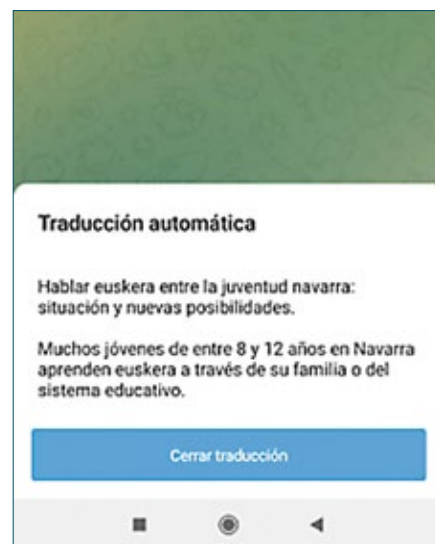 Traducción automática
Hablar euskera entre la juventud navarra:
situación y nuevas posibilidades.
Muchos jóvenes de entre 8 y 12 años en Navarra
aprenden euskera a través de su familia o del
sistema educativo.
Cerrar traducción